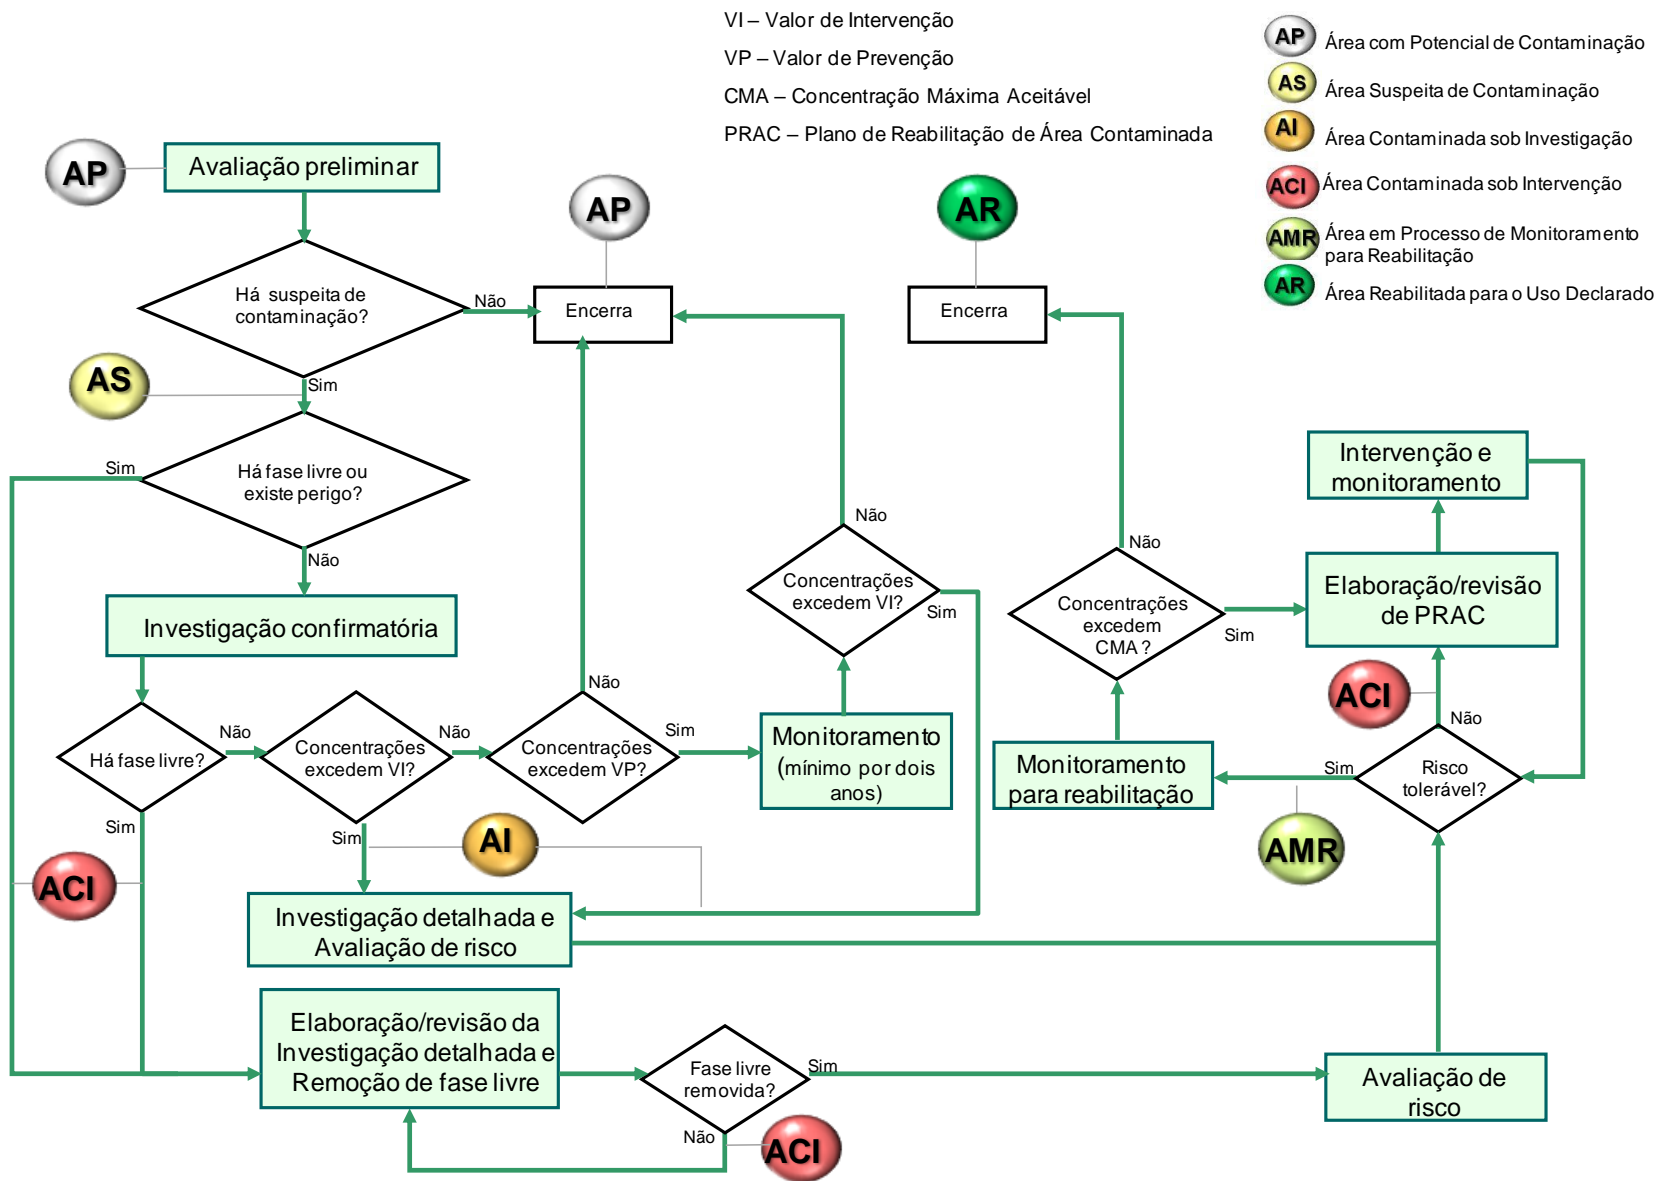 VI – Valor de Intervenção
VP – Valor de Prevenção
CMA – Concentração Máxima Aceitável
PRAC – Plano de Reabilitação de Área Contaminada
AP
Área com Potencial de Contaminação
AS
Área Suspeita de Contaminação
AI
Área Contaminada sob Investigação
ACI
Área Contaminada sob Intervenção
AMR
Área em Processo de Monitoramento
para Reabilitação
AR
Área Reabilitada para o Uso Declarado
AP
Avaliação preliminar
AP
AR
Há suspeita de
contaminação?
Não
Encerra
Encerra
Sim
AS
Sim
Há fase livre ou
existe perigo?
Não
Investigação confirmatória
Não
Concentrações
excedem VI?
Sim
Não
Concentrações
excedem
CMA ?
Sim
Intervenção e
monitoramento
Elaboração/revisão
de PRAC
ACI
Não
Há fase livre?
Não
Concentrações
excedem VI?
Não
Não
Concentrações
excedem VP?
Sim
Monitoramento
(mínimo por dois
anos)
Monitoramento
para reabilitação
Sim
Risco
tolerável?
Sim
Sim
AI
AMR
ACI
Investigação detalhada e
Avaliação de risco
Elaboração/revisão da
Investigação detalhada e
Remoção de fase livre
Fase livre
removida?
Sim
Não
ACI
Avaliação de
risco